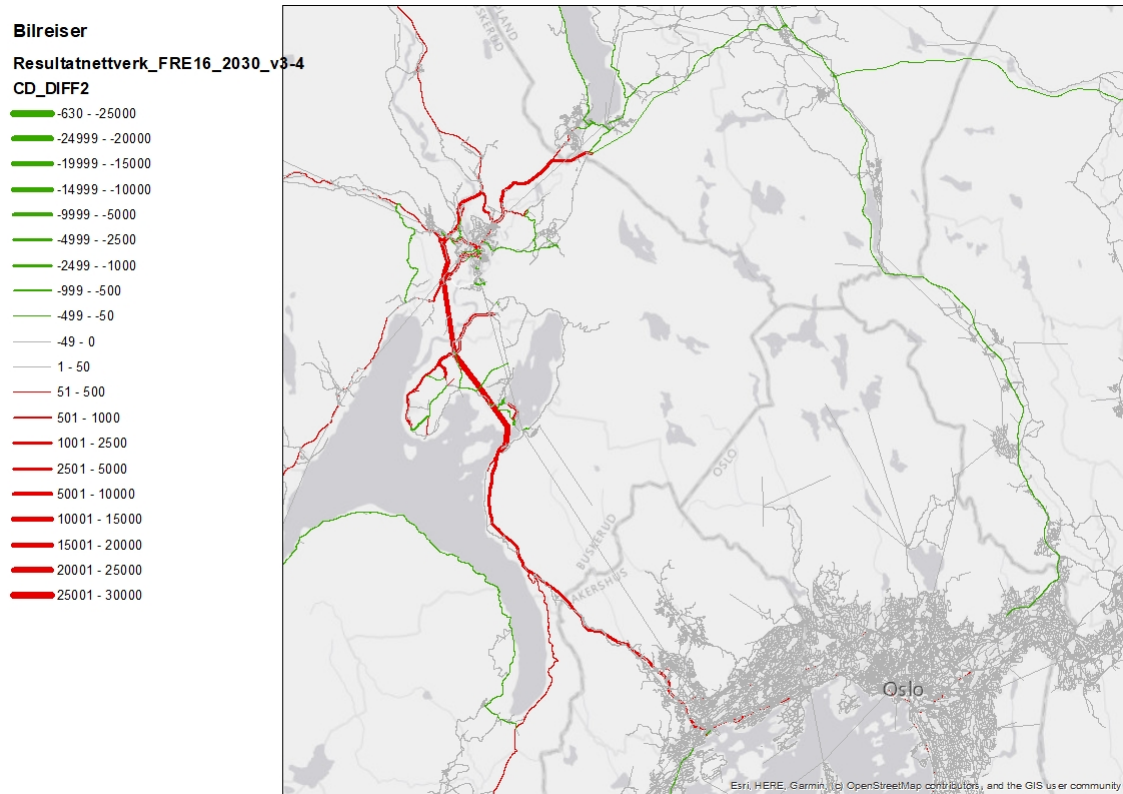 Bilreiser
Resultatnettverk_FRE16_2030_v3-4
CD_DIFF2
-630 - -25000
-24999 - -20000
-19999 - -15000
-14999 - -10000
-9999 - -5000
-4999 - -2500
-2499 - -1000
-999 - -500
-499 - -50
-49 - 0
1 - 50
51 - 500
501 - 1000
1001 - 2500
2501 - 5000
5001 - 10000
10001 - 15000
15001 - 20000
20001 - 25000
25001 - 30000
OSLO
BUSKERUD
AKERSHUS
Oslo
Esri, HERE, Garmin, (c) OpenStreetMap contributors, and the GIS user community